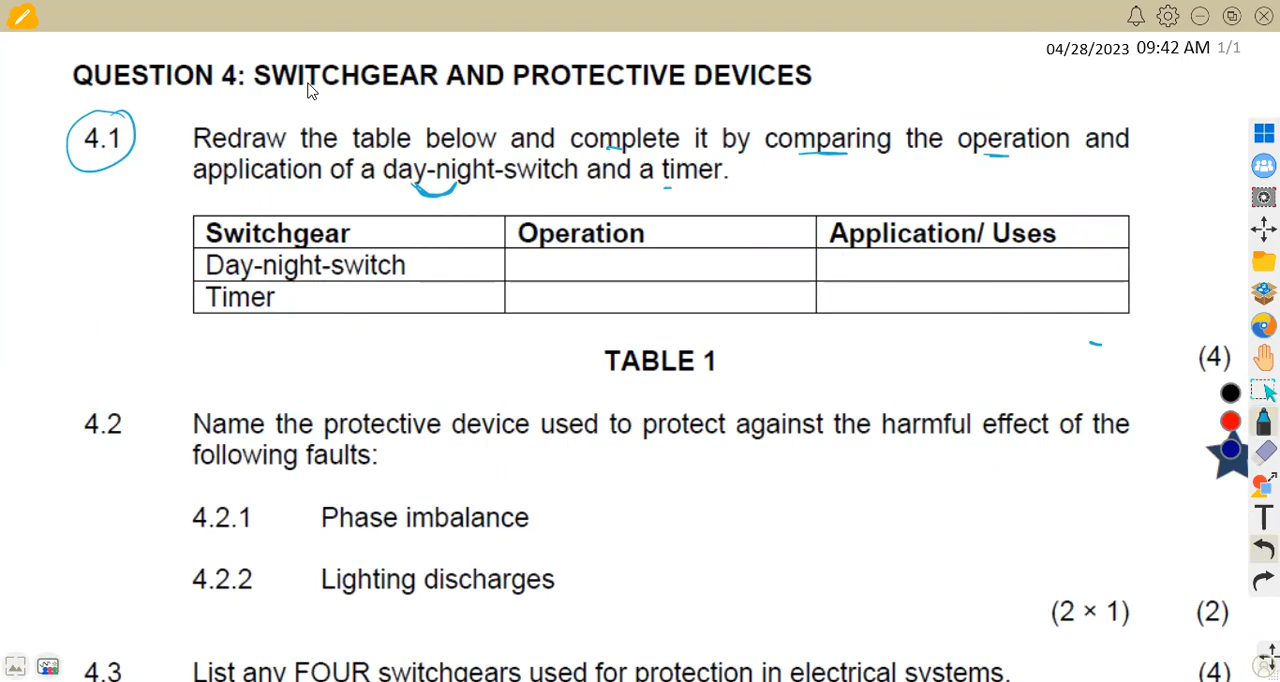 04/28/2023 09:42 AM 1/1
QUESTION 4: SWITCHGEAR AND PROTECTIVE DEVICES
4.1 Redraw the table below and complete it by comparing the operation and
application of a day-night-switch and a timer.
Switchgear Operation Application/ Uses
Day-night-switch
Timer
TABLE 1
(4)
4.2 Name the protective device used to protect against the harmful effect of the
following faults:
4.2.1 Phase imbalance
4.2.2 Lighting discharges
(2 × 1) (2)
4.3 List any FOUR switchgears used for protection in electrical systems. (4)
T